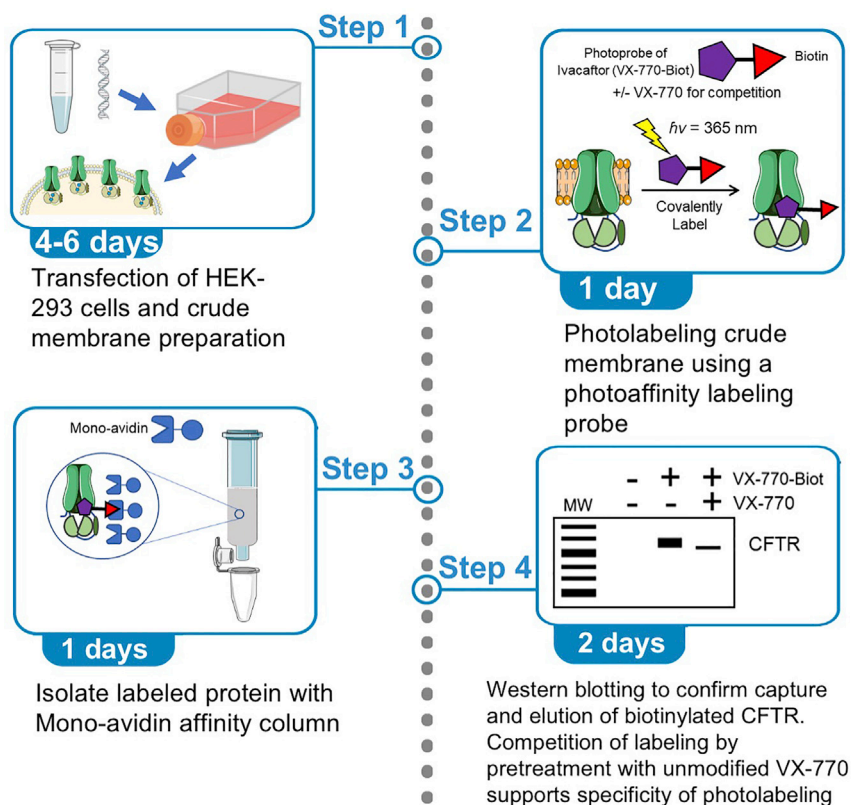 Step 1
4-6 days
Transfection of HEK-
293 cells and crude
membrane preparation
Photoprobe of
Ivacaftor (VX-770-Biot)
Biotin
+/- VX-770 for competition
hv = 365 nm
Covalently
Label
Step 2
1 day
Photolabeling crude
membrane using a
photoaffinity labeling
probe
Mono-avidin
Step 3
1 days
Isolate labeled protein with
Mono-avidin affinity column
Step 4
- + + VX-770-Biot
MW - - + VX-770
CFTR
2 days
Western blotting to confirm capture
and elution of biotinylated CFTR.
Competition of labeling by
pretreatment with unmodified VX-770
supports specificity of photolabeling